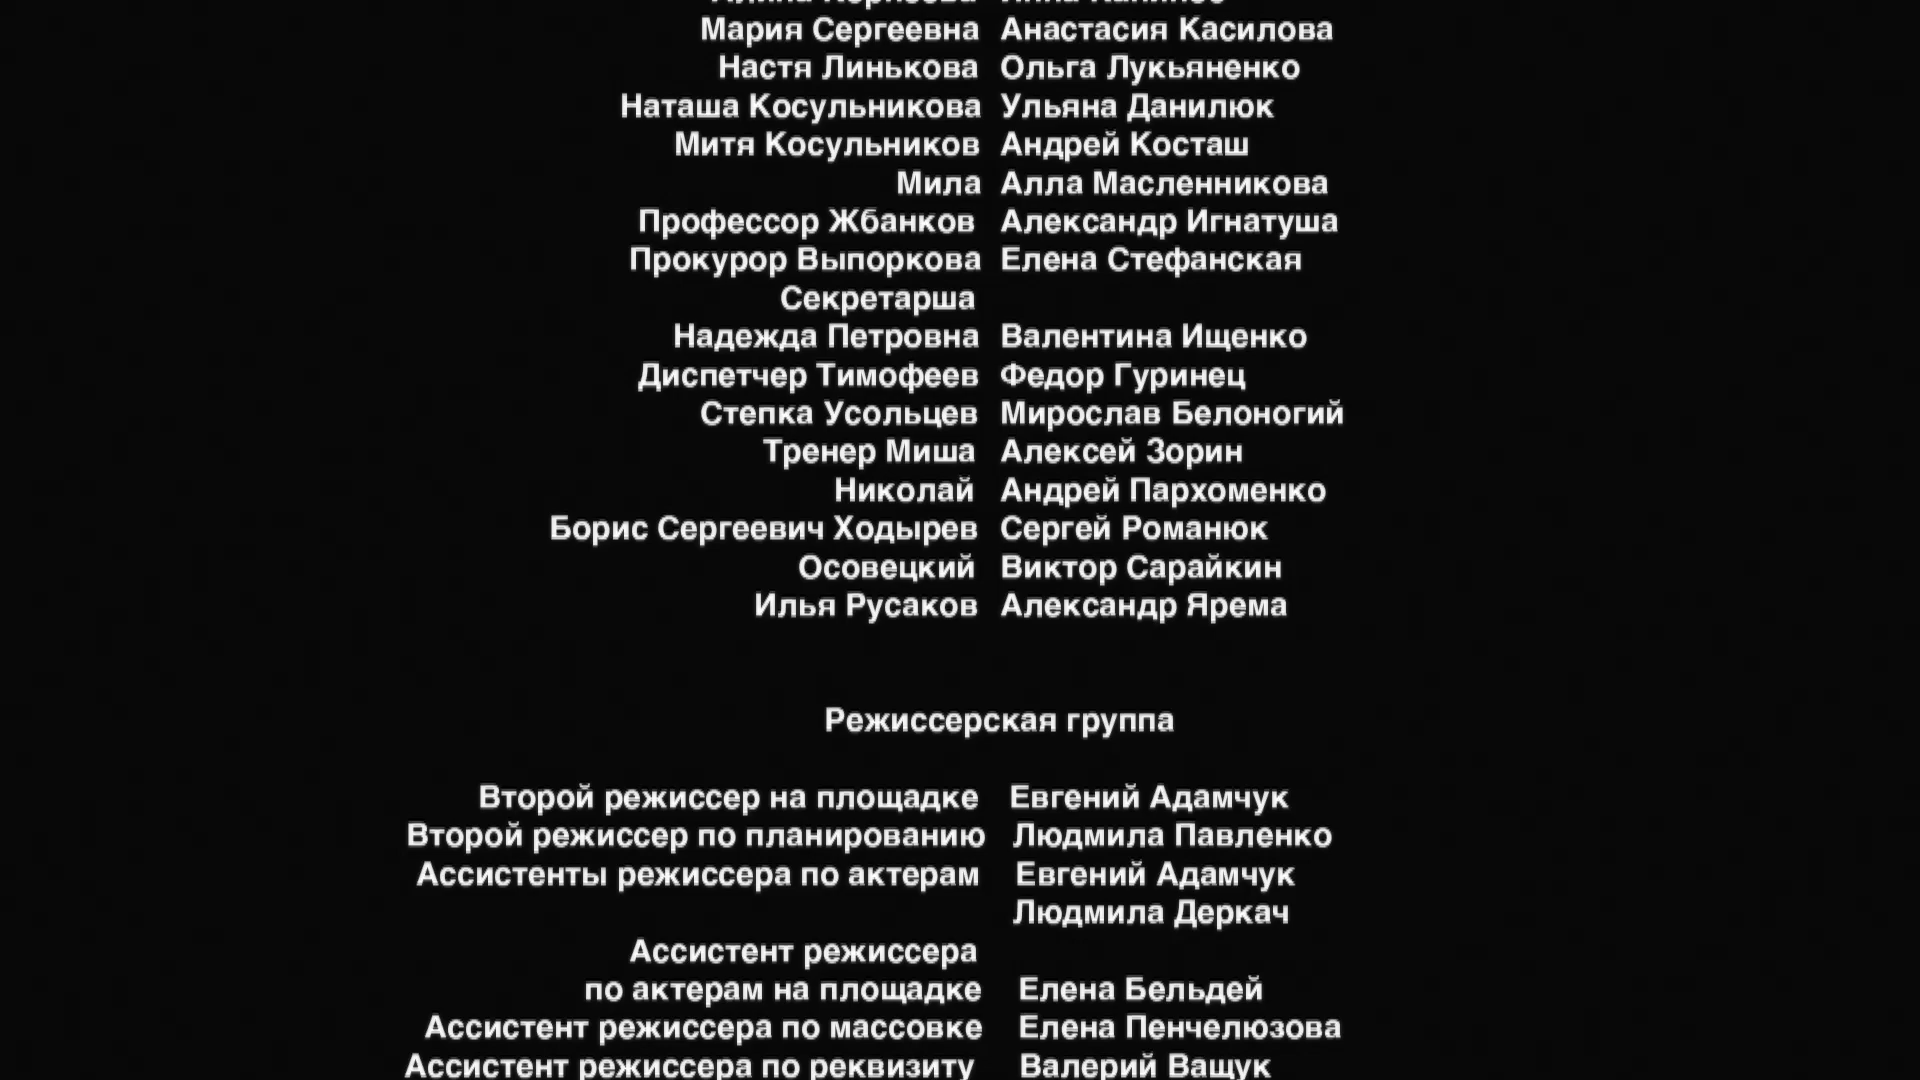 Мария Сергеевна Анастасия Касилова
Настя Линькова Ольга Лукьяненко
Наташа Косульникова Ульяна Данилюк
Митя Косульников Андрей Косташ
Мила Алла Масленникова
Профессор Жбанков Александр Игнатуша
Прокурор Выпоркова Елена Стефанская
Секретарша
Надежда Петровна Валентина Ищенко
Диспетчер Тимофеев Федор Гуринец
Степка Усольцев Мирослав Белоногий
Тренер Миша Алексей Зорин
Николай Андрей Пархоменко
Борис Сергеевич Ходырев Сергей Романюк
Осовецкий Виктор Сарайкин
Илья Русаков Александр Ярема
Режиссерская группа
Второй режиссер на площадке Евгений Адамчук
Второй режиссер по планированию Людмила Павленко
Ассистенты режиссера по актерам Евгений Адамчук
Людмила Деркач
Ассистент режиссера
по актерам на площадке Елена Бельдей
Ассистент режиссера по массовке Елена Пенчелюзова
Ассистент режиссера по реквизиту Валерий Ващук